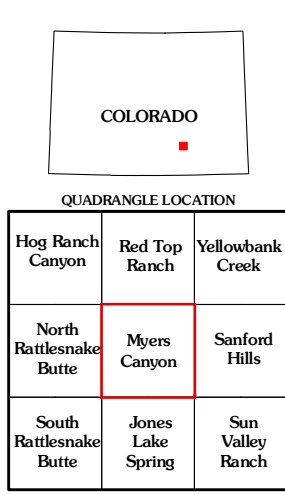 COLORADO
QUADRANGLE LOCATION
Hog Ranch
Canyon
Red Top
Ranch
Yellowbank
Creek
North
Rattlesnake
Butte
Myers
Canyon
Sanford
Hills
South
Rattlesnake
Butte
Jones
Lake
Spring
Sun
Valley
Ranch